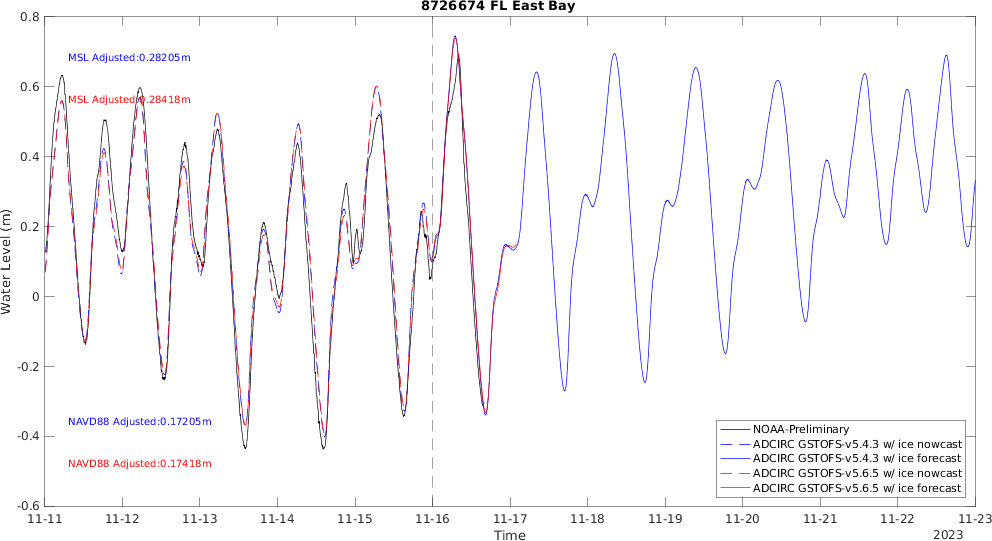 8726674 FL East Bay
0.8
0.6
0.4
0.2
0
-0.2
-0.4
-0.6
Water Level (m)
MSL Adjusted:0.28205m
MSL Adjusted:0.28418m
NAVD88 Adjusted:0.17205m
NAVD88 Adjusted:0.17418m
NOAA-Preliminary
ADCIRC GSTOFS-v5.4.3 w/ ice nowcast
ADCIRC GSTOFS-v5.4.3 w/ ice forecast
ADCIRC GSTOFS-v5.6.5 w/ ice nowcast
ADCIRC GSTOFS-v5.6.5 w/ ice forecast
11-11 11-12 11-13 11-14 11-15 11-16 11-17 11-18 11-19 11-20 11-21 11-22 11-23
Time
2023